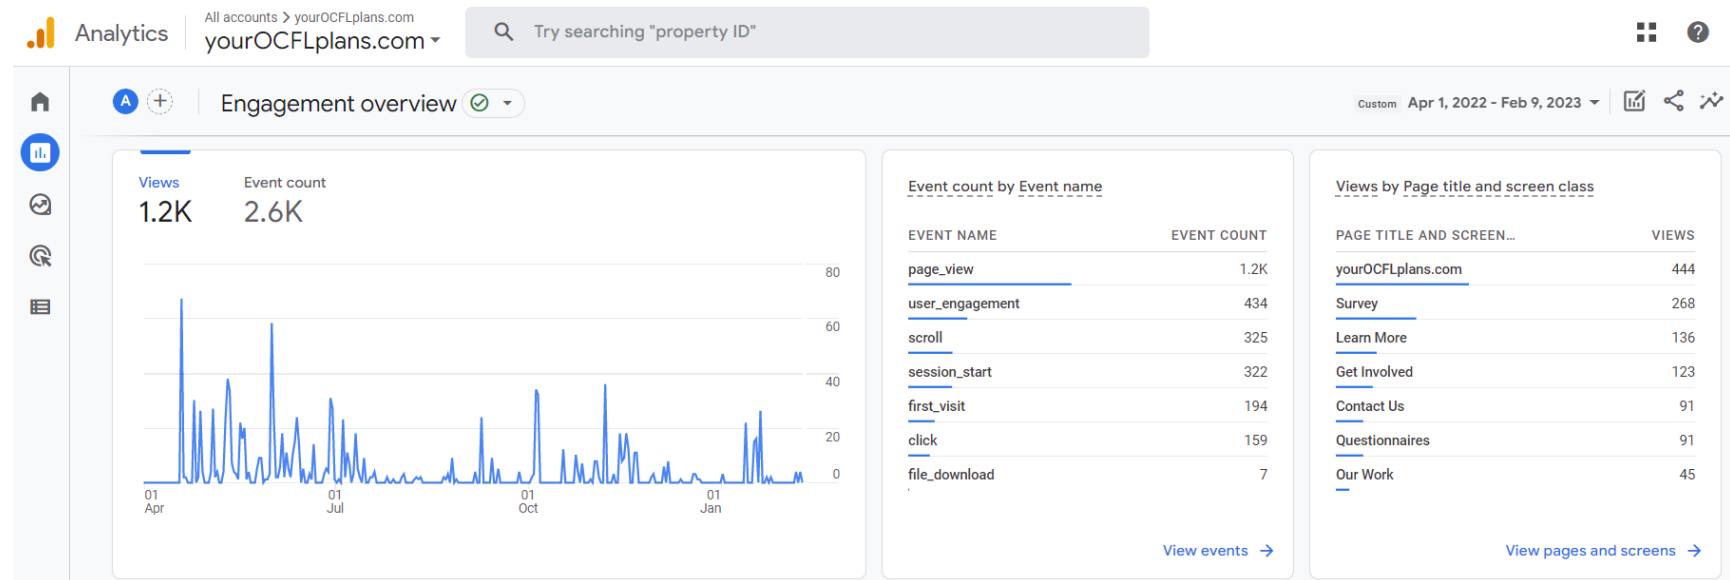 All accounts > yourOCFLplans.com
Analytics
yourOCFLplans.com
Try searching "property ID"
A
Engagement overview
Custom Apr 1, 2022 - Feb 9, 2023
Views
1.2K
Event count
2.6K
80
60
40
20
0
01 Apr
01 Jul
01 Oct
01 Jan
Event count by Event name
EVENT NAME EVENT COUNT
page_view 1.2K
user_engagement 434
scroll 325
session_start 322
first_visit 194
click 159
file_download 7
View events →
Views by Page title and screen class
PAGE TITLE AND SCREEN... VIEWS
yourOCFLplans.com 444
Survey 268
Learn More 136
Get Involved 123
Contact Us 91
Questionnaires 91
Our Work 45
View pages and screens →